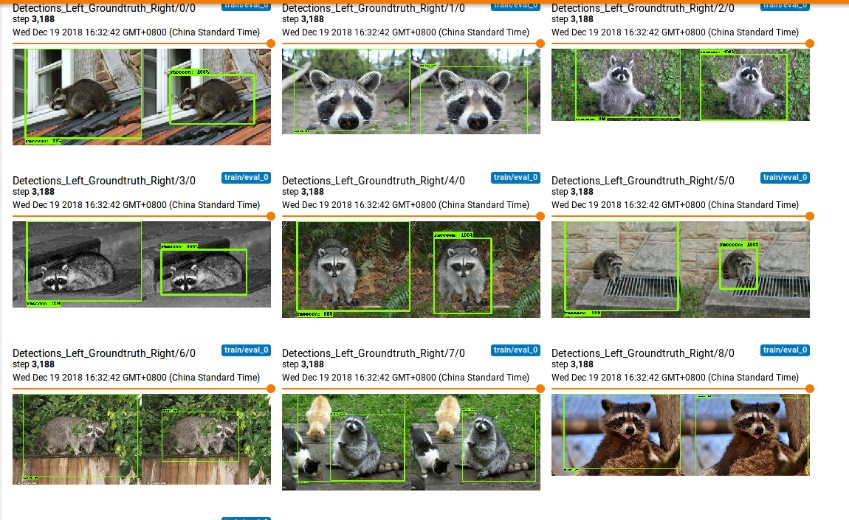 Detections_Left_Groundtruth_Right/0/0 train/eval_0
step 3,188
Wed Dec 19 2018 16:32:42 GMT+0800 (China Standard Time)
Detections_Left_Groundtruth_Right/1/0 train/eval_0
step 3,188
Wed Dec 19 2018 16:32:42 GMT+0800 (China Standard Time)
Detections_Left_Groundtruth_Right/2/0 train/eval_0
step 3,188
Wed Dec 19 2018 16:32:42 GMT+0800 (China Standard Time)
raccoon: 100%
Detections_Left_Groundtruth_Right/3/0 train/eval_0
step 3,188
Wed Dec 19 2018 16:32:42 GMT+0800 (China Standard Time)
Detections_Left_Groundtruth_Right/4/0 train/eval_0
step 3,188
Wed Dec 19 2018 16:32:42 GMT+0800 (China Standard Time)
Detections_Left_Groundtruth_Right/5/0 train/eval_0
step 3,188
Wed Dec 19 2018 16:32:42 GMT+0800 (China Standard Time)
raccoon: 100%
raccoon: 100%
raccoon: 100%
Detections_Left_Groundtruth_Right/6/0 train/eval_0
step 3,188
Wed Dec 19 2018 16:32:42 GMT+0800 (China Standard Time)
Detections_Left_Groundtruth_Right/7/0 train/eval_0
step 3,188
Wed Dec 19 2018 16:32:42 GMT+0800 (China Standard Time)
Detections_Left_Groundtruth_Right/8/0 train/eval_0
step 3,188
Wed Dec 19 2018 16:32:42 GMT+0800 (China Standard Time)
train/eval_0